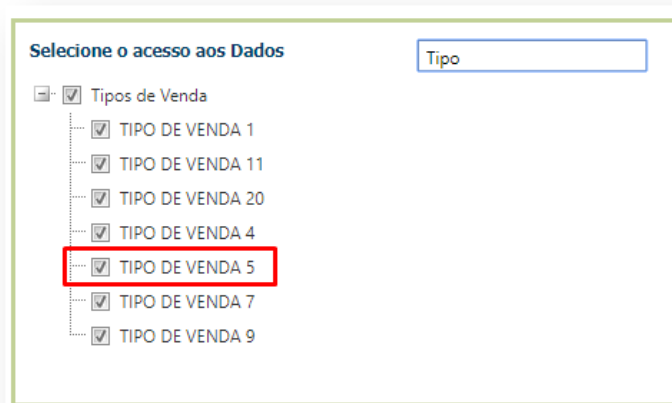 Selecione o acesso aos Dados
Tipo
Tipos de Venda
TIPO DE VENDA 1
TIPO DE VENDA 11
TIPO DE VENDA 20
TIPO DE VENDA 4
TIPO DE VENDA 5
TIPO DE VENDA 7
TIPO DE VENDA 9